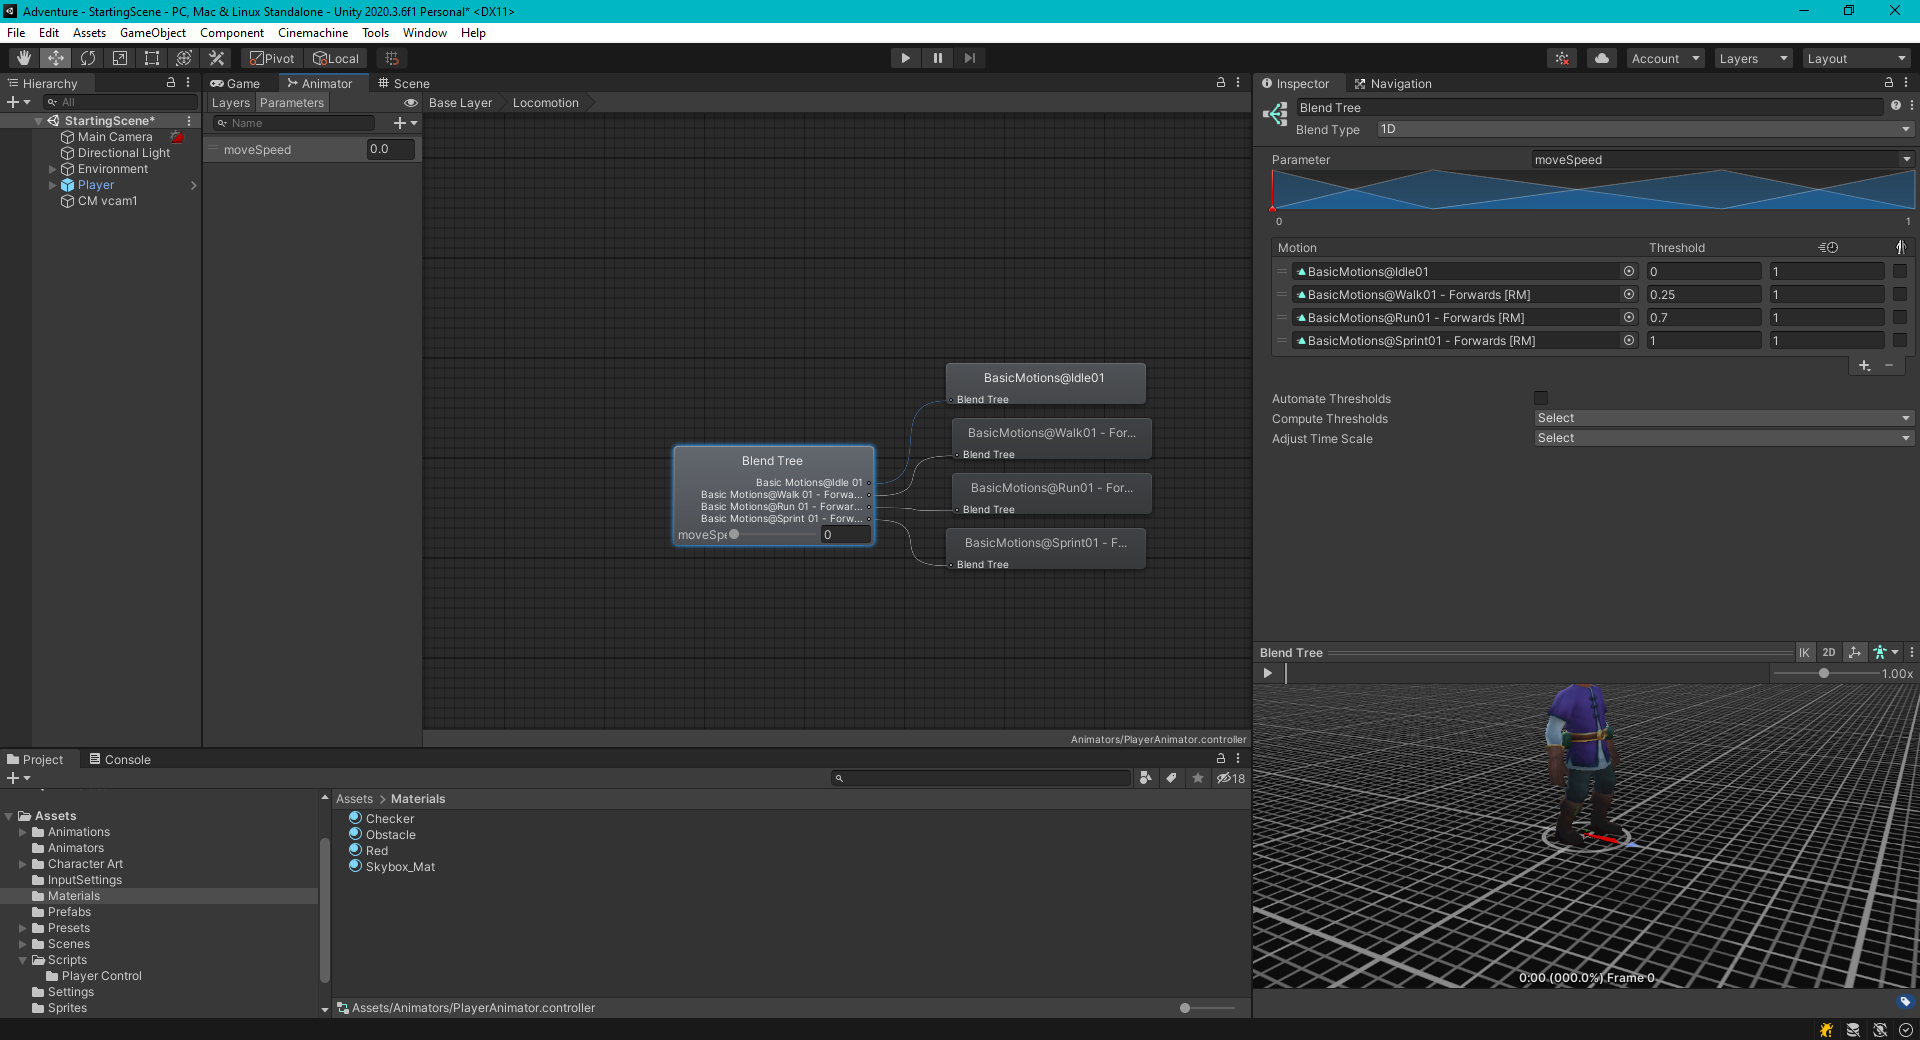 Adventure - StartingScene - PC, Mac & Linux Standalone - Unity 2020.3.6f1 Personal* <DX11>
File Edit Assets GameObject Component Cinemachine Tools Window Help
Pivot Local Account Layers Layout
Hierarchy
All
StartingScene*
Main Camera
Directional Light
Environment
Player
CM vcam1
Game Animator Scene
Layers Parameters Base Layer Locomotion
Name
moveSpeed 0.0
BasicMotions@Idle01
Blend Tree
BasicMotions@Walk01 - For...
Blend Tree
BasicMotions@Run01 - For...
Blend Tree
BasicMotions@Sprint01 - F...
Blend Tree
Blend Tree
Basic Motions@Idle 01
Basic Motions@Walk 01 - Forwa...
Basic Motions@Run 01 - Forwar...
Basic Motions@Sprint 01 - Forw...
moveSpe 0
Animators/PlayerAnimator.controller
Inspector Navigation
Blend Tree
Blend Type 1D
Parameter moveSpeed
0 1
Motion Threshold
BasicMotions@Idle01 0 1
BasicMotions@Walk01 - Forwards [RM] 0.25 1
BasicMotions@Run01 - Forwards [RM] 0.7 1
BasicMotions@Sprint01 - Forwards [RM] 1 1
Automate Thresholds
Compute Thresholds Select
Adjust Time Scale Select
Blend Tree IK 2D
1.00x
0:00 (000.0%) Frame 0
Project Console
18
Assets
Animations
Animators
Character Art
InputSettings
Materials
Prefabs
Presets
Scenes
Scripts
Player Control
Settings
Sprites
Assets > Materials
Checker
Obstacle
Red
Skybox_Mat
Assets/Animators/PlayerAnimator.controller